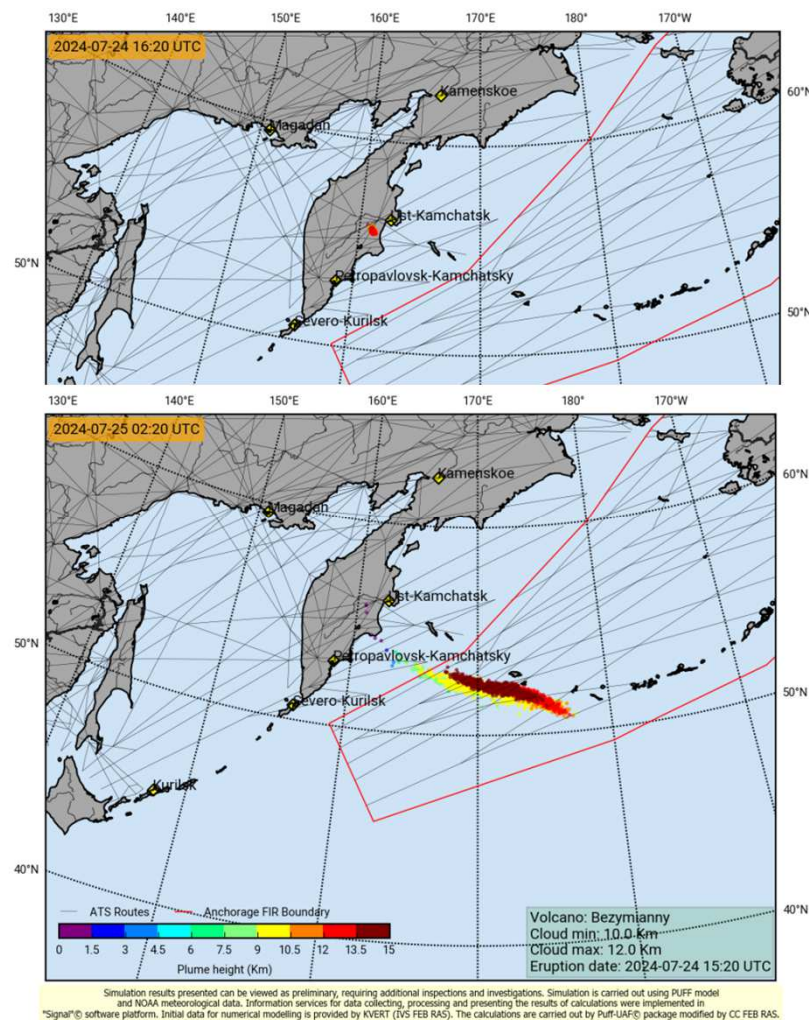 130°E 140°E 150°E 160°E 170°E 180° 170°W
2024-07-24 16:20 UTC
Kamenskoe
60°N
Magadan
Ust-Kamchatsk
50°N
Petropavlovsk-Kamchatsky
50°N
Severo-Kurilsk
130°E 140°E 150°E 160°E 170°E 180° 170°W
2024-07-25 02:20 UTC
Kamenskoe
60°N
Magadan
Ust-Kamchatsk
50°N
Petropavlovsk-Kamchatsky
50°N
Severo-Kurilsk
Kurilsk
40°N
40°N
ATS Routes Anchorage FIR Boundary
0 1.5 3 4.5 6 7.5 9 10.5 12 13.5 15
Plume height (Km)
Volcano: Bezymianny
Cloud min: 10.0 Km
Cloud max: 12.0 Km
Eruption date: 2024-07-24 15:20 UTC
Simulation results presented can be viewed as preliminary, requiring additional inspections and investigations. Simulation is carried out using PUFF model
and NOAA meteorological data. Information services for data collecting, processing and presenting the results of calculations were implemented in
"Signal"© software platform. Initial data for numerical modelling is provided by KVERT (IVS FEB RAS). The calculations are carried out by Puff-UAF© package modified by CC FEB RAS.